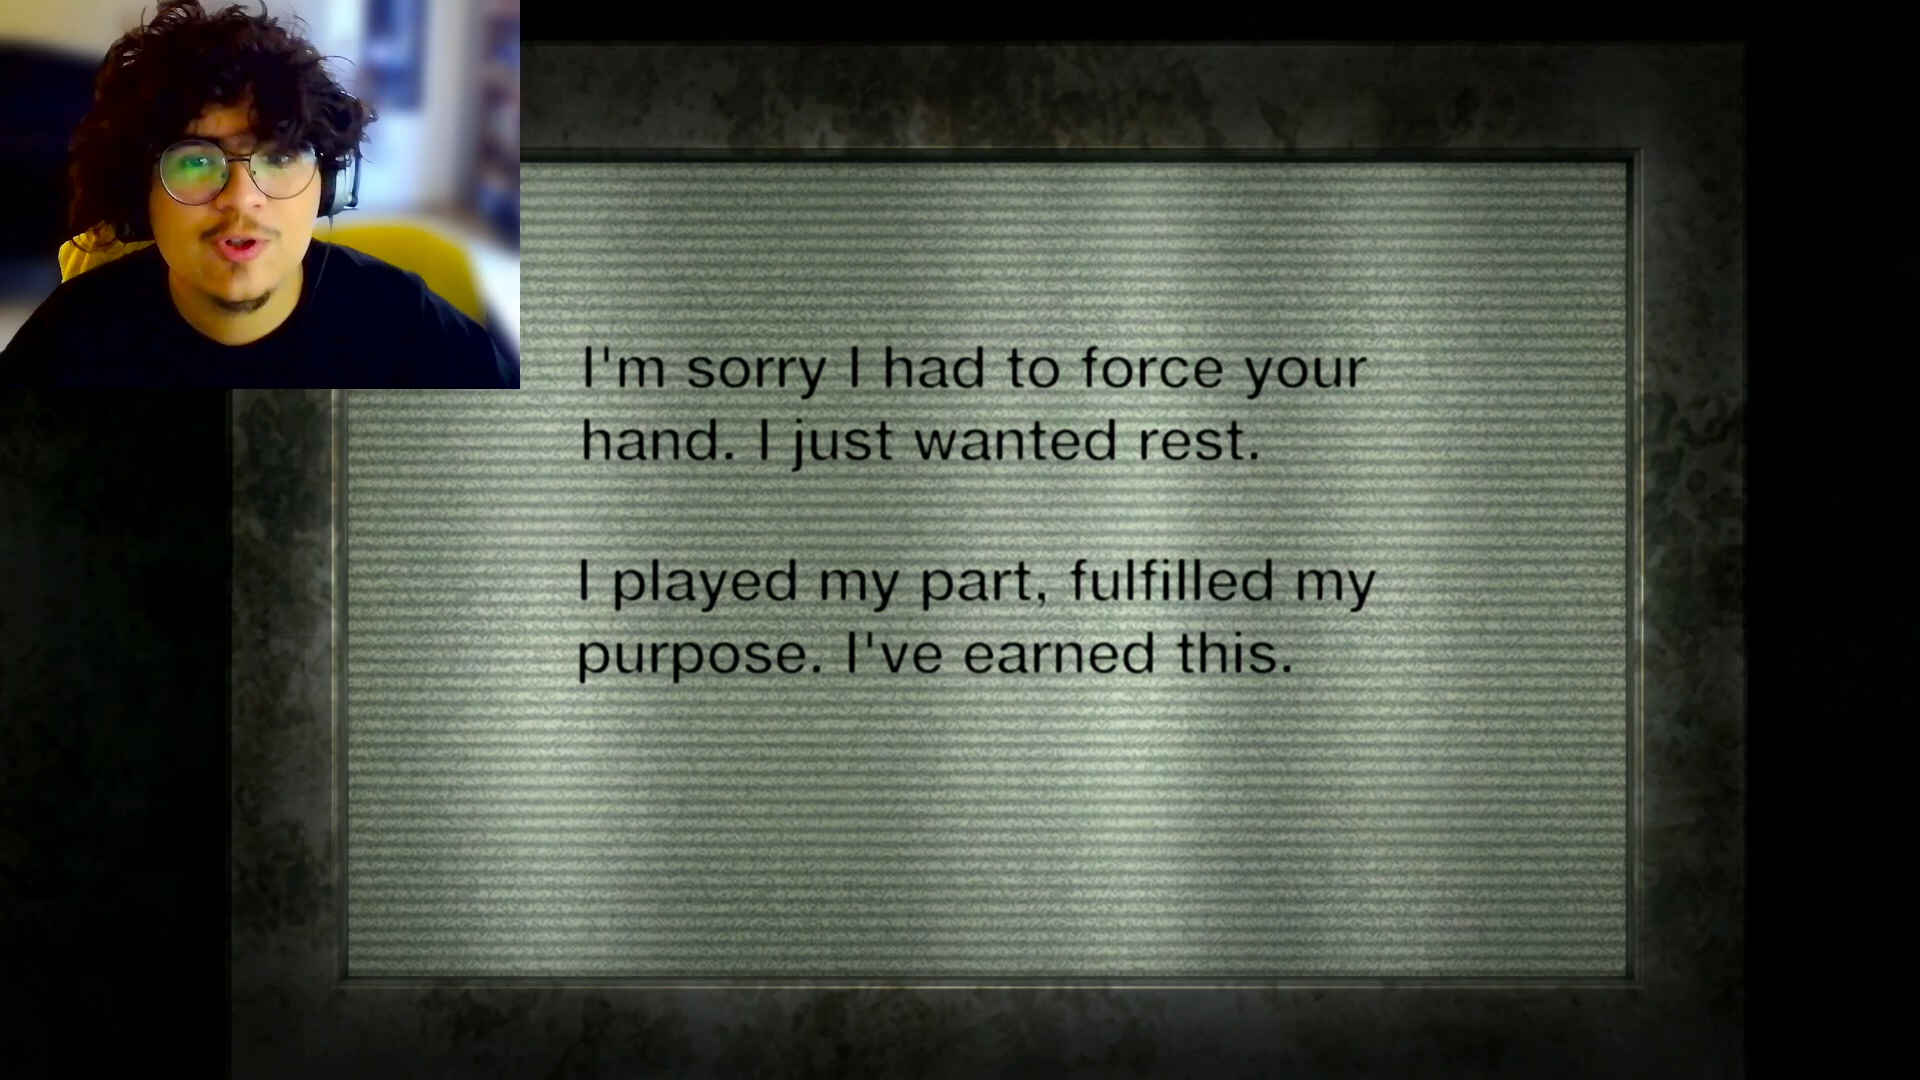 I'm sorry I had to force your
hand. I just wanted rest.
I played my part, fulfilled my
purpose. I've earned this.